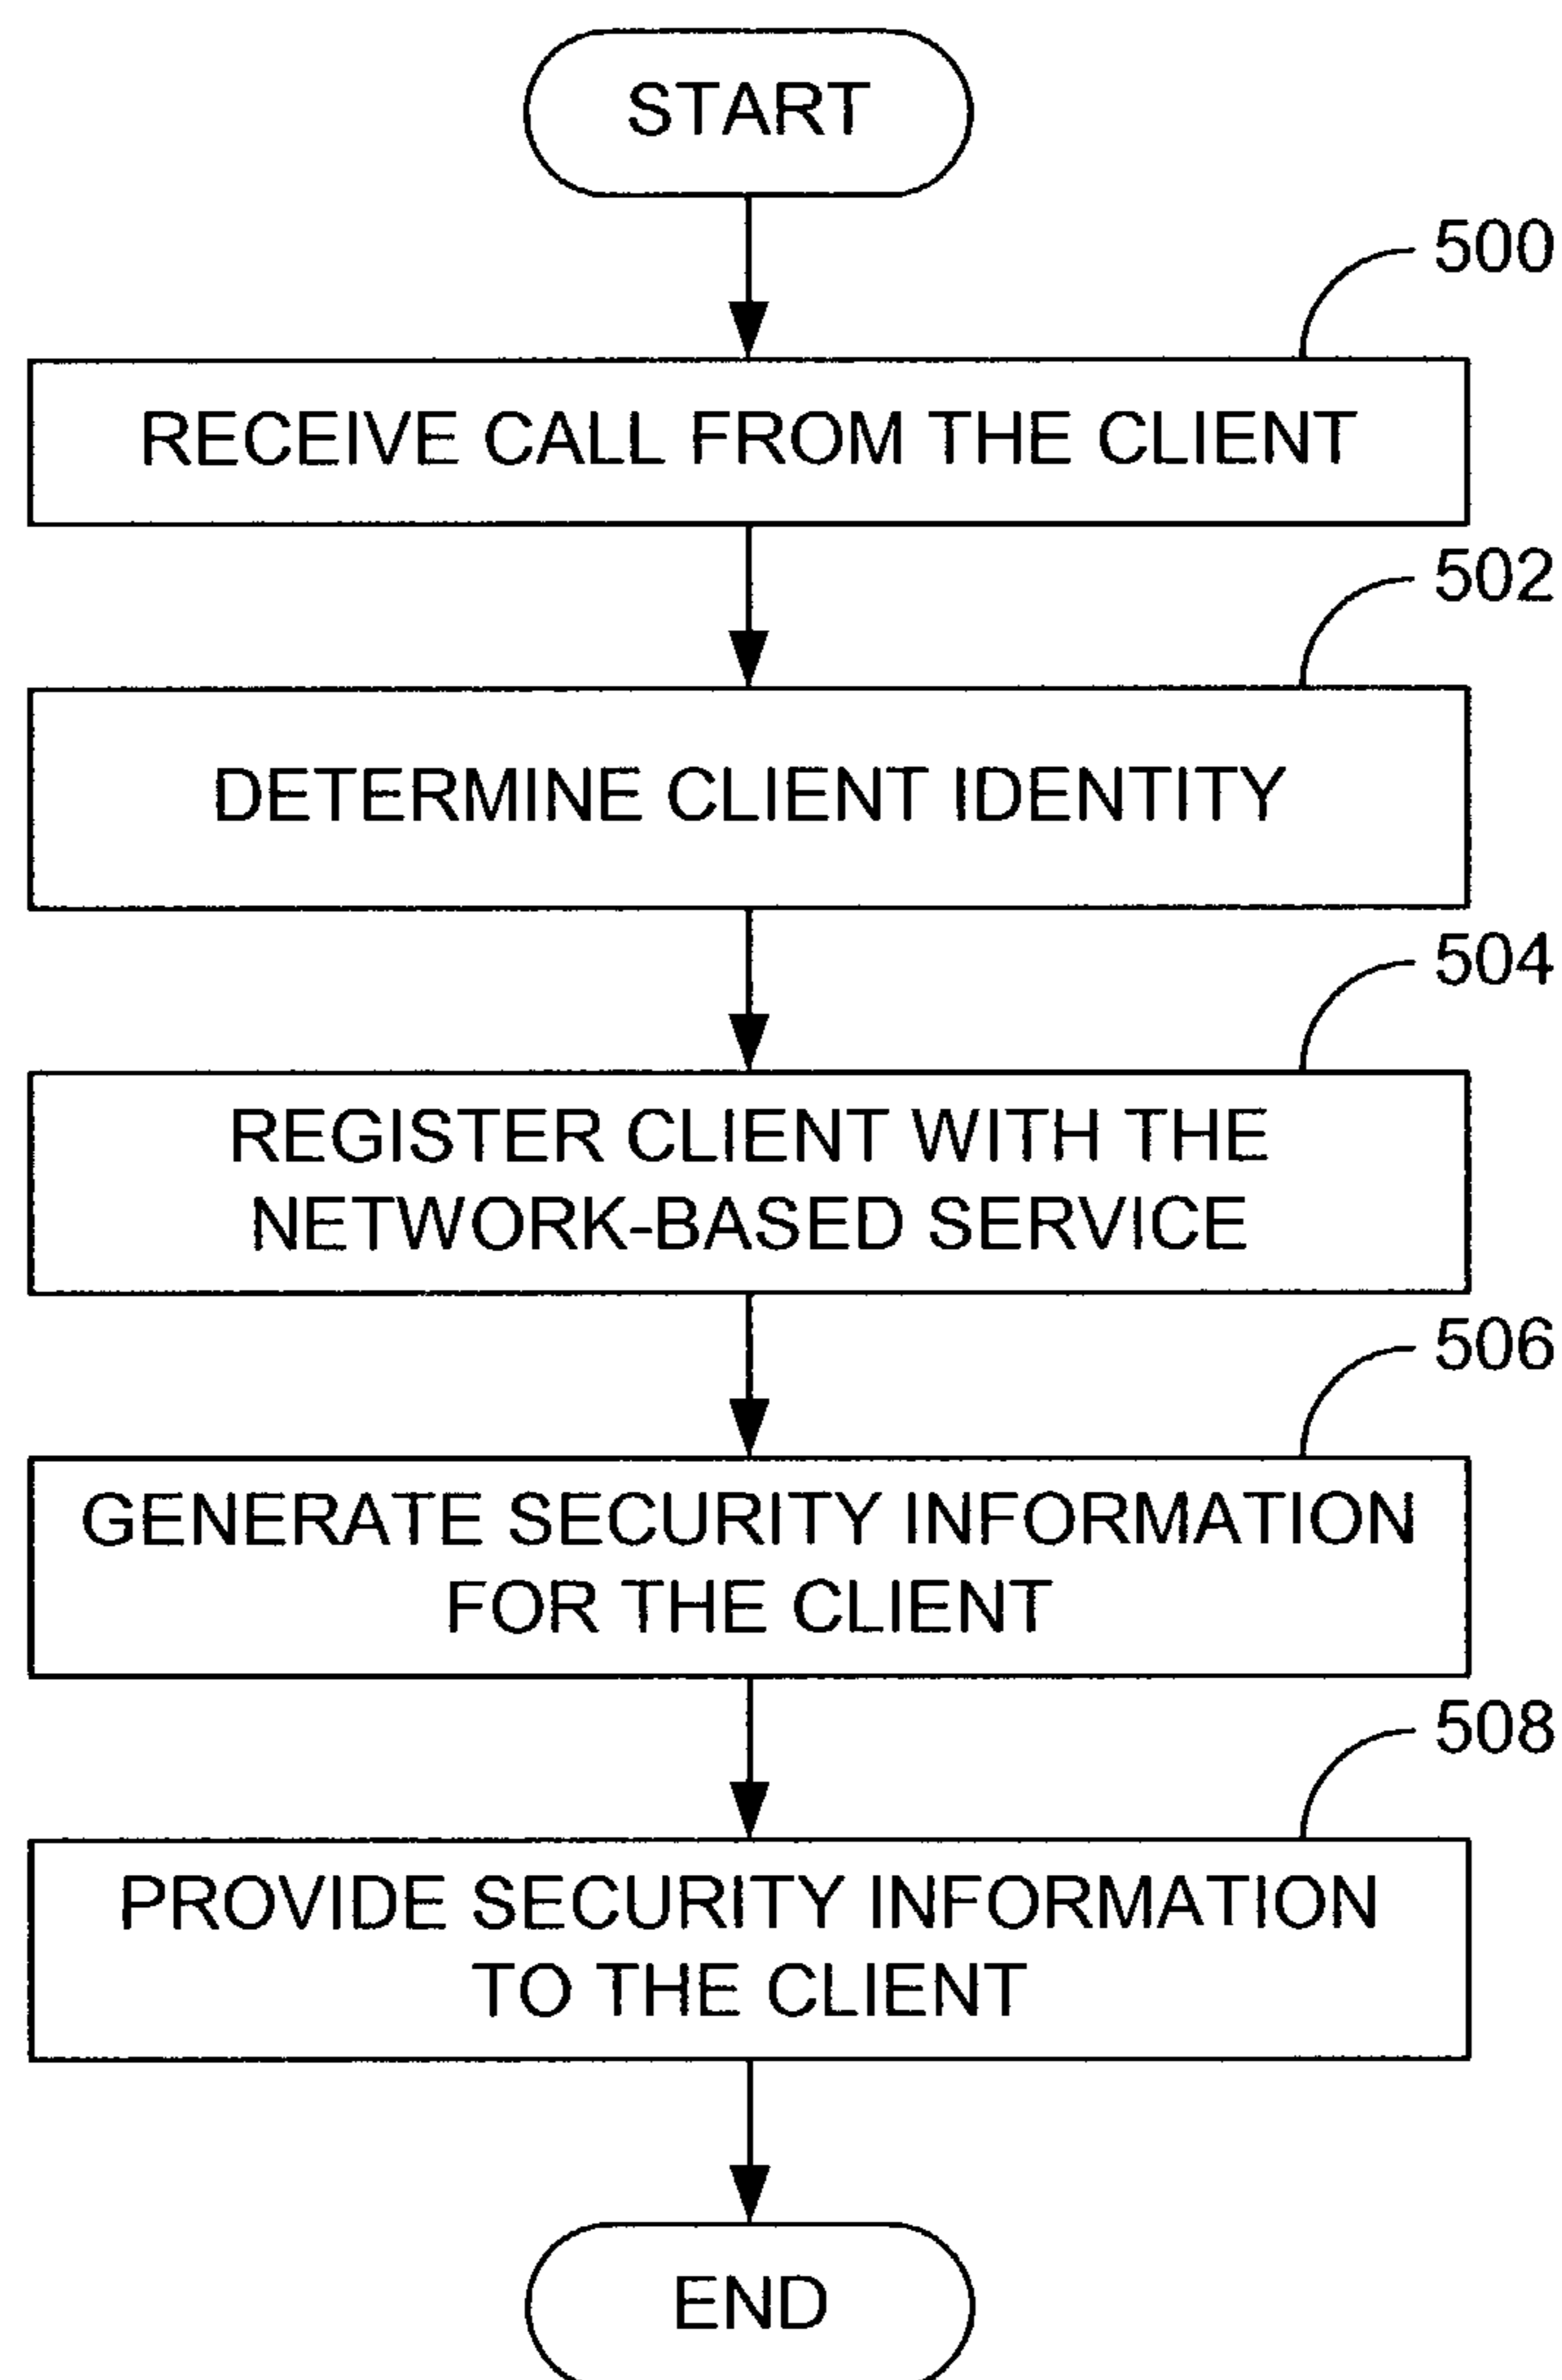 START
500
RECEIVE CALL FROM THE CLIENT
502
DETERMINE CLIENT IDENTITY
504
REGISTER CLIENT WITH THE
NETWORK-BASED SERVICE
506
GENERATE SECURITY INFORMATION
FOR THE CLIENT
508
PROVIDE SECURITY INFORMATION
TO THE CLIENT
END